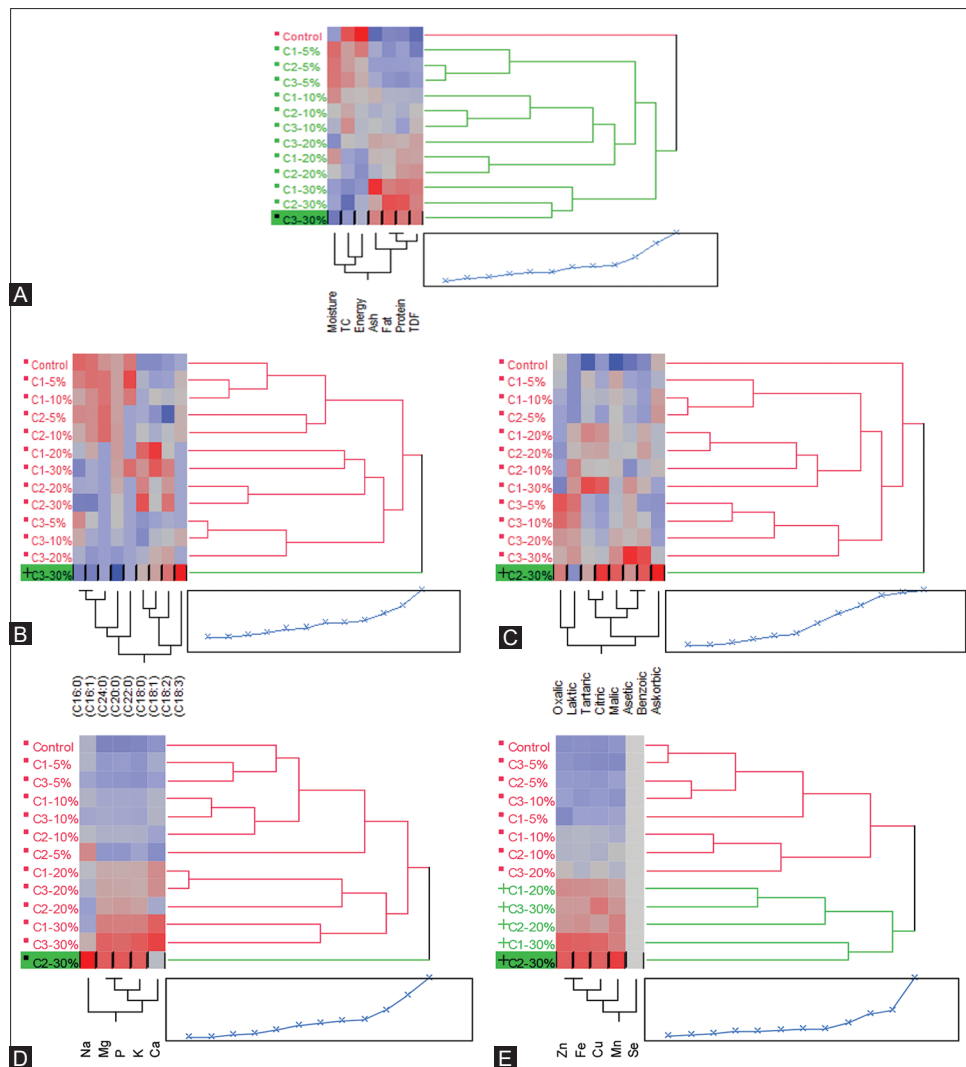 Control
C1-5%
C2-5%
C3-5%
C1-10%
C2-10%
C3-10%
C3-20%
C1-20%
C2-20%
C1-30%
C2-30%
C3-30%
Moisture
TC
Energy
Ash
Fat
Protein
TDF
A
Control
C1-5%
C1-10%
C2-5%
C2-10%
C1-20%
C1-30%
C2-20%
C2-30%
C3-5%
C3-10%
C3-20%
C3-30%
(C16:0)
(C16:1)
(C24:0)
(C20:0)
(C22:0)
(C18:0)
(C18:1)
(C18:2)
(C18:3)
B
Control
C1-5%
C1-10%
C2-5%
C1-20%
C2-20%
C2-10%
C1-30%
C3-5%
C3-10%
C3-20%
C3-30%
C2-30%
Oxalic
Laktic
Tartaric
Citric
Malic
Asetic
Benzoic
Askorbic
C
Control
C1-5%
C3-5%
C1-10%
C3-10%
C2-10%
C2-5%
C1-20%
C3-20%
C2-20%
C1-30%
C3-30%
C2-30%
Na
Mg
P
K
Ca
D
Control
C3-5%
C2-5%
C3-10%
C1-5%
C1-10%
C2-10%
C3-20%
C1-20%
C3-30%
C2-20%
C1-30%
C2-30%
Zn
Fe
Cu
Mn
Se
E